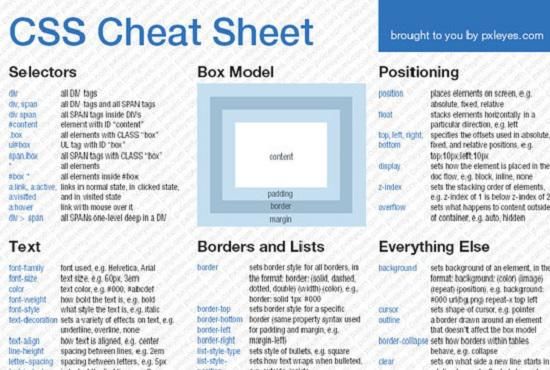 CSS Cheat Sheet
brought to you by pxleyes.com
Selectors
div all DIV tags
div, span all DIV tags and all SPAN tags
div span all SPAN tags inside DIVs
#content element with ID "content"
.box all elements with CLASS "box"
ul#box UL tag with ID "box"
span.box all SPAN tags with CLASS "box"
* all elements
#box * all elements inside #box
a:link, a:active, links in normal state, in clicked state,
a:visited and in visited state
a:hover link with mouse over it
div > span all SPANs one-level deep in a DIV
Box Model
content
padding
border
margin
Positioning
position places elements on screen, e.g.
absolute, fixed, relative
float stacks elements horizontally in a
particular direction, e.g. left
top, left, right, specifies the offsets used in absolute,
bottom fixed, and relative positions, e.g.
top:10px;left:10px
display sets how the element is placed in the
doc flow, e.g. block, inline, none
z-index sets the stacking order of elements,
e.g. z-index of 1 is below z-index of 2
overflow sets what happens to content outside
of container, e.g. auto, hidden
Text
font-family font used, e.g. Helvetica, Arial
font-size text size, e.g. 60px, 3em
color text color, e.g. #000, #abcdef
font-weight how bold the text is, e.g. bold
font-style what style the text is, e.g. italic
text-decoration sets a variety of effects on text, e.g.
underline, overline, none
text-align how text is aligned, e.g. center
line-height spacing between lines, e.g. 2em
letter-spacing spacing between letters, e.g. 5px
Borders and Lists
border sets border style for all borders, in
the format: border: (solid, dashed,
dotted, double) (width) (color), e.g.,
border: solid 1px #000
border-top sets border style for a specific
border-bottom border (same property syntax used
border-left for padding and margin, e.g.
border-right margin-left)
list-style-type sets style of bullets, e.g. square
list-style- sets how text wraps when bulleted,
Everything Else
background sets background of an element, in the
format: background: (color) (image)
(repeat) (position), e.g. background:
#000 url(bg.png) repeat-x top left
cursor sets shape of cursor, e.g. pointer
outline a border drawn around an element
that doesn't affect the box model
border-collapse sets how borders within tables
behave, e.g. collapse
clear sets on what side a new line starts in